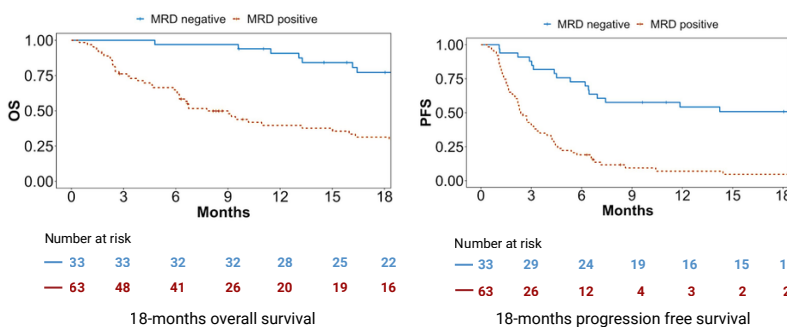 MRD negative MRD positive
1.00
0.75
0.50
0.25
0.00
OS
0 3 6 9 12 15 18
Months
Number at risk
33 33 32 32 28 25 22
63 48 41 26 20 19 16
18-months overall survival
MRD negative MRD positive
1.00
0.75
0.50
0.25
0.00
PFS
0 3 6 9 12 15 18
Months
Number at risk
33 29 24 19 16 15
63 26 12 4 3 2
18-months progression free survival